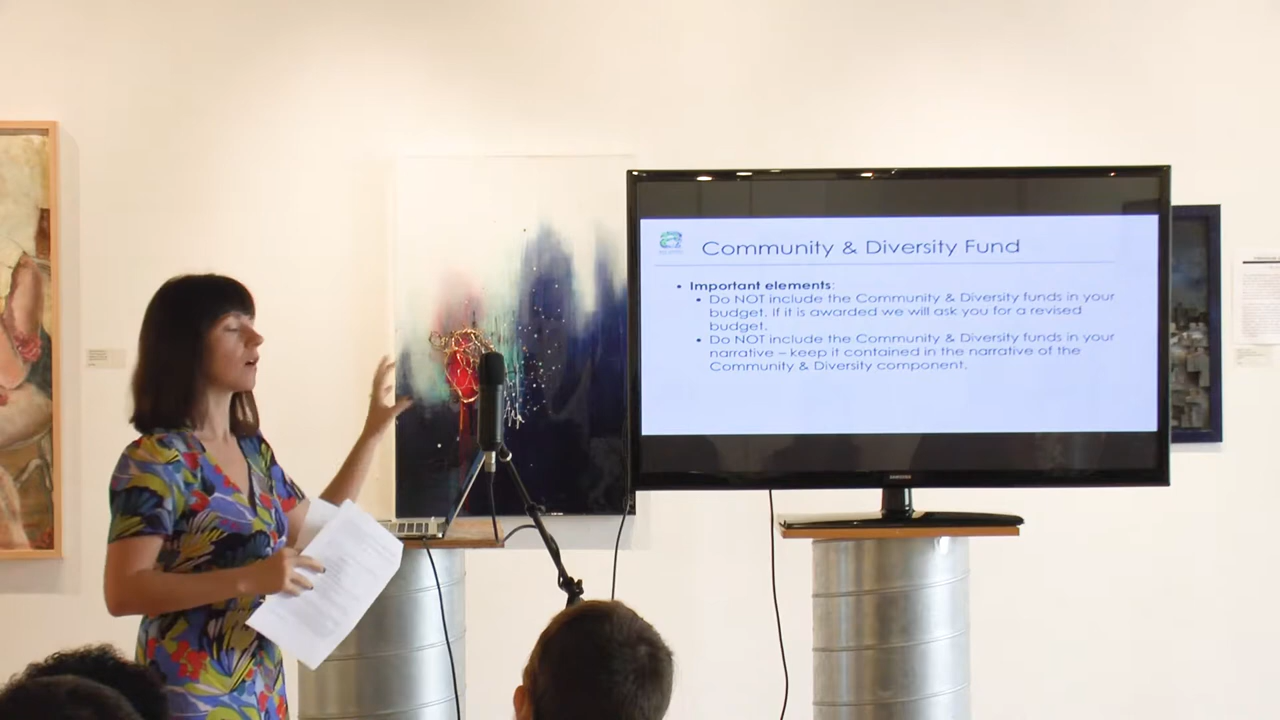 Community & Diversity Fund
• Important elements:
• Do NOT include the Community & Diversity funds in your
budget. If it is awarded we will ask you for a revised
budget.
• Do NOT include the Community & Diversity funds in your
narrative – keep it contained in the narrative of the
Community & Diversity component.
SAMSUNG